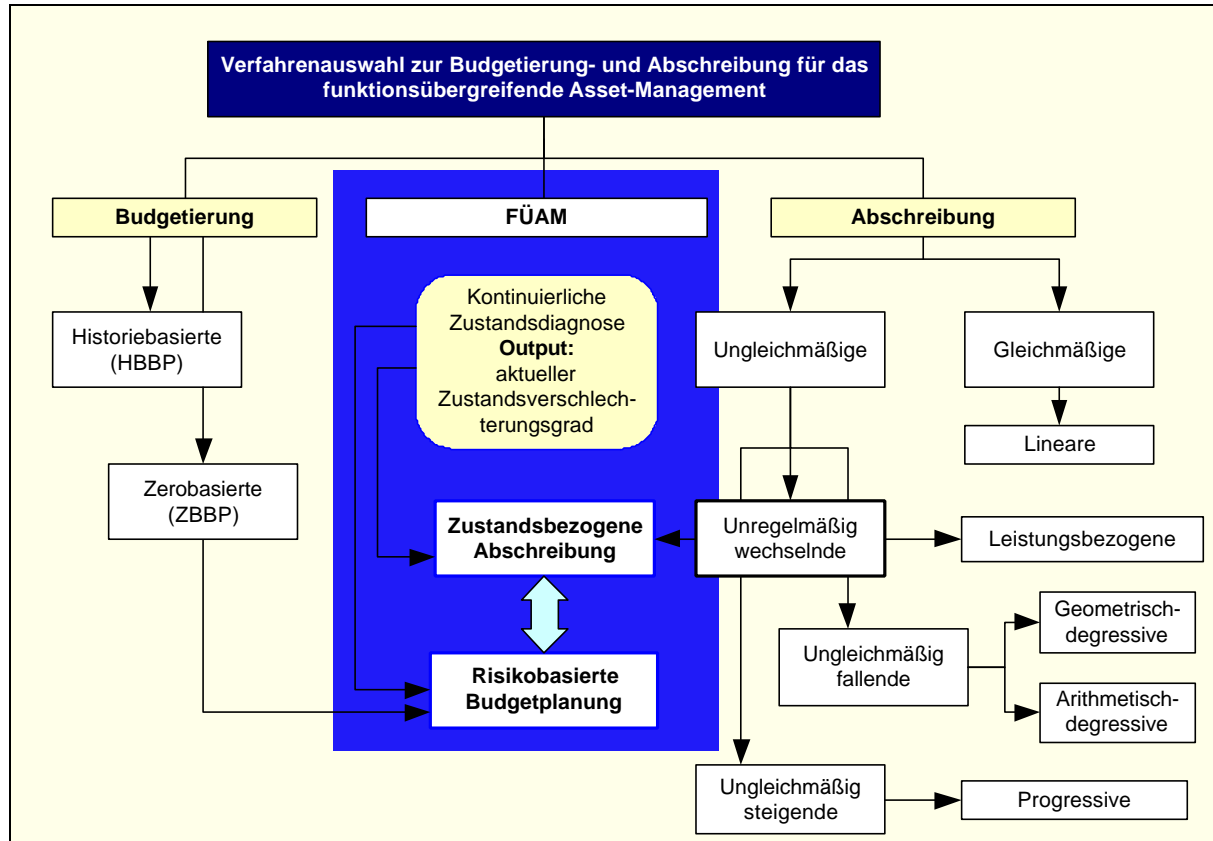 Verfahrenauswahl zur Budgetierung- und Abschreibung für das
funktionsübergreifende Asset-Management
Budgetierung
FÜAM
Abschreibung
Kontinuierliche
Zustandsdiagnose
Output:
aktueller
Zustandsverschlech-
terungsgrad
Historiebasierte
(HBBP)
Ungleichmäßige
Gleichmäßige
Lineare
Zerobasierte
(ZBBP)
Zustandsbezogene
Abschreibung
Unregelmäßig
wechselnde
Leistungsbezogene
Geometrisch-
degressive
Ungleichmäßig
fallende
Arithmetisch-
degressive
Risikobasierte
Budgetplanung
Ungleichmäßig
steigende
Progressive